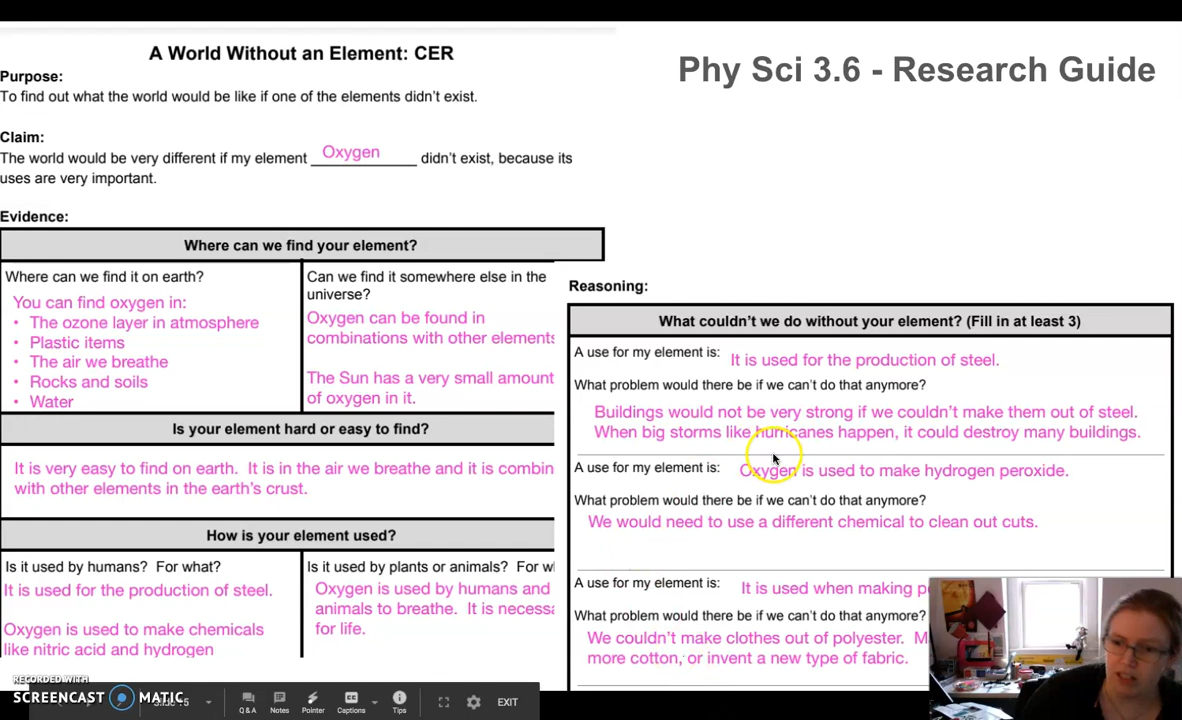 A World Without an Element: CER
Phy Sci 3.6 - Research Guide
Purpose:
To find out what the world would be like if one of the elements didn't exist.
Claim:
The world would be very different if my element Oxygen didn't exist, because its
uses are very important.
Evidence:
Where can we find your element?
Where can we find it on earth?
You can find oxygen in:
• The ozone layer in atmosphere
• Plastic items
• The air we breathe
• Rocks and soils
• Water
Can we find it somewhere else in the
universe?
Oxygen can be found in
combinations with other elements
The Sun has a very small amount
of oxygen in it.
Is your element hard or easy to find?
It is very easy to find on earth. It is in the air we breathe and it is combin
with other elements in the earth's crust.
How is your element used?
Is it used by humans? For what?
It is used for the production of steel.
Oxygen is used to make chemicals
like nitric acid and hydrogen
Is it used by plants or animals? For w
Oxygen is used by humans and
animals to breathe. It is necessa
for life.
Reasoning:
What couldn't we do without your element? (Fill in at least 3)
A use for my element is: It is used for the production of steel.
What problem would there be if we can't do that anymore?
Buildings would not be very strong if we couldn't make them out of steel.
When big storms like hurricanes happen, it could destroy many buildings.
A use for my element is: Oxygen is used to make hydrogen peroxide.
What problem would there be if we can't do that anymore?
We would need to use a different chemical to clean out cuts.
A use for my element is: It is used when making p
What problem would there be if we can't do that anymore?
We couldn't make clothes out of polyester.
more cotton, or invent a new type of fabric.
RECORDED WITH
SCREENCAST MATIC
Q & A
Notes
Pointer
Captions
Tips
EXIT